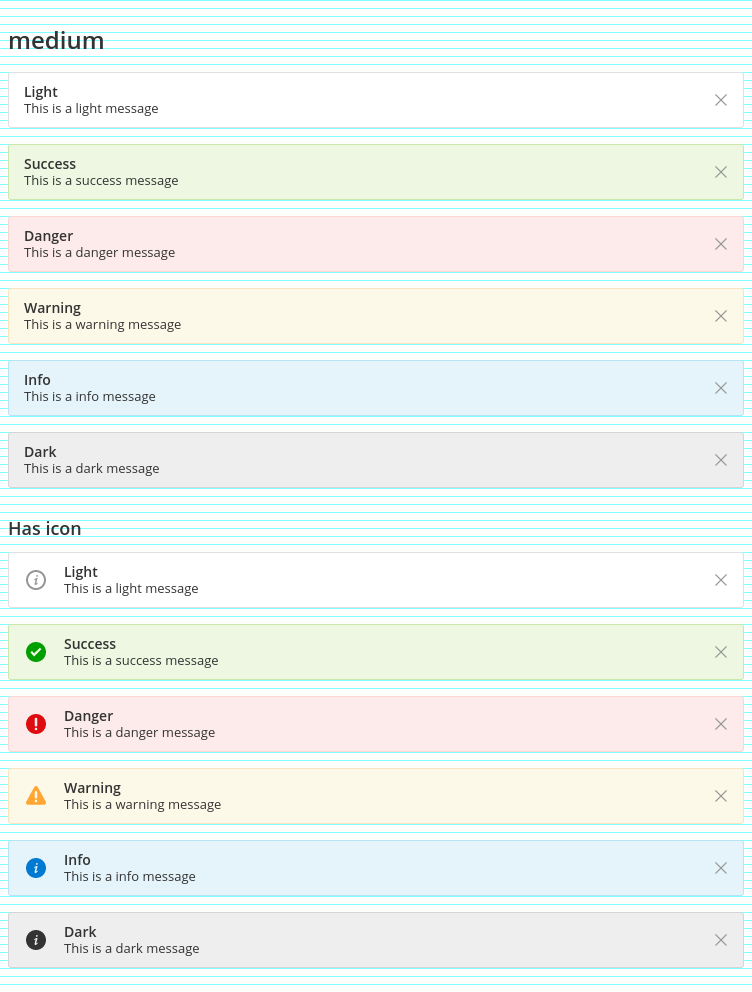 medium
Light
This is a light message
Success
This is a success message
Danger
This is a danger message
Warning
This is a warning message
Info
This is a info message
Dark
This is a dark message
Has icon
Light
This is a light message
Success
This is a success message
Danger
This is a danger message
Warning
This is a warning message
Info
This is a info message
Dark
This is a dark message